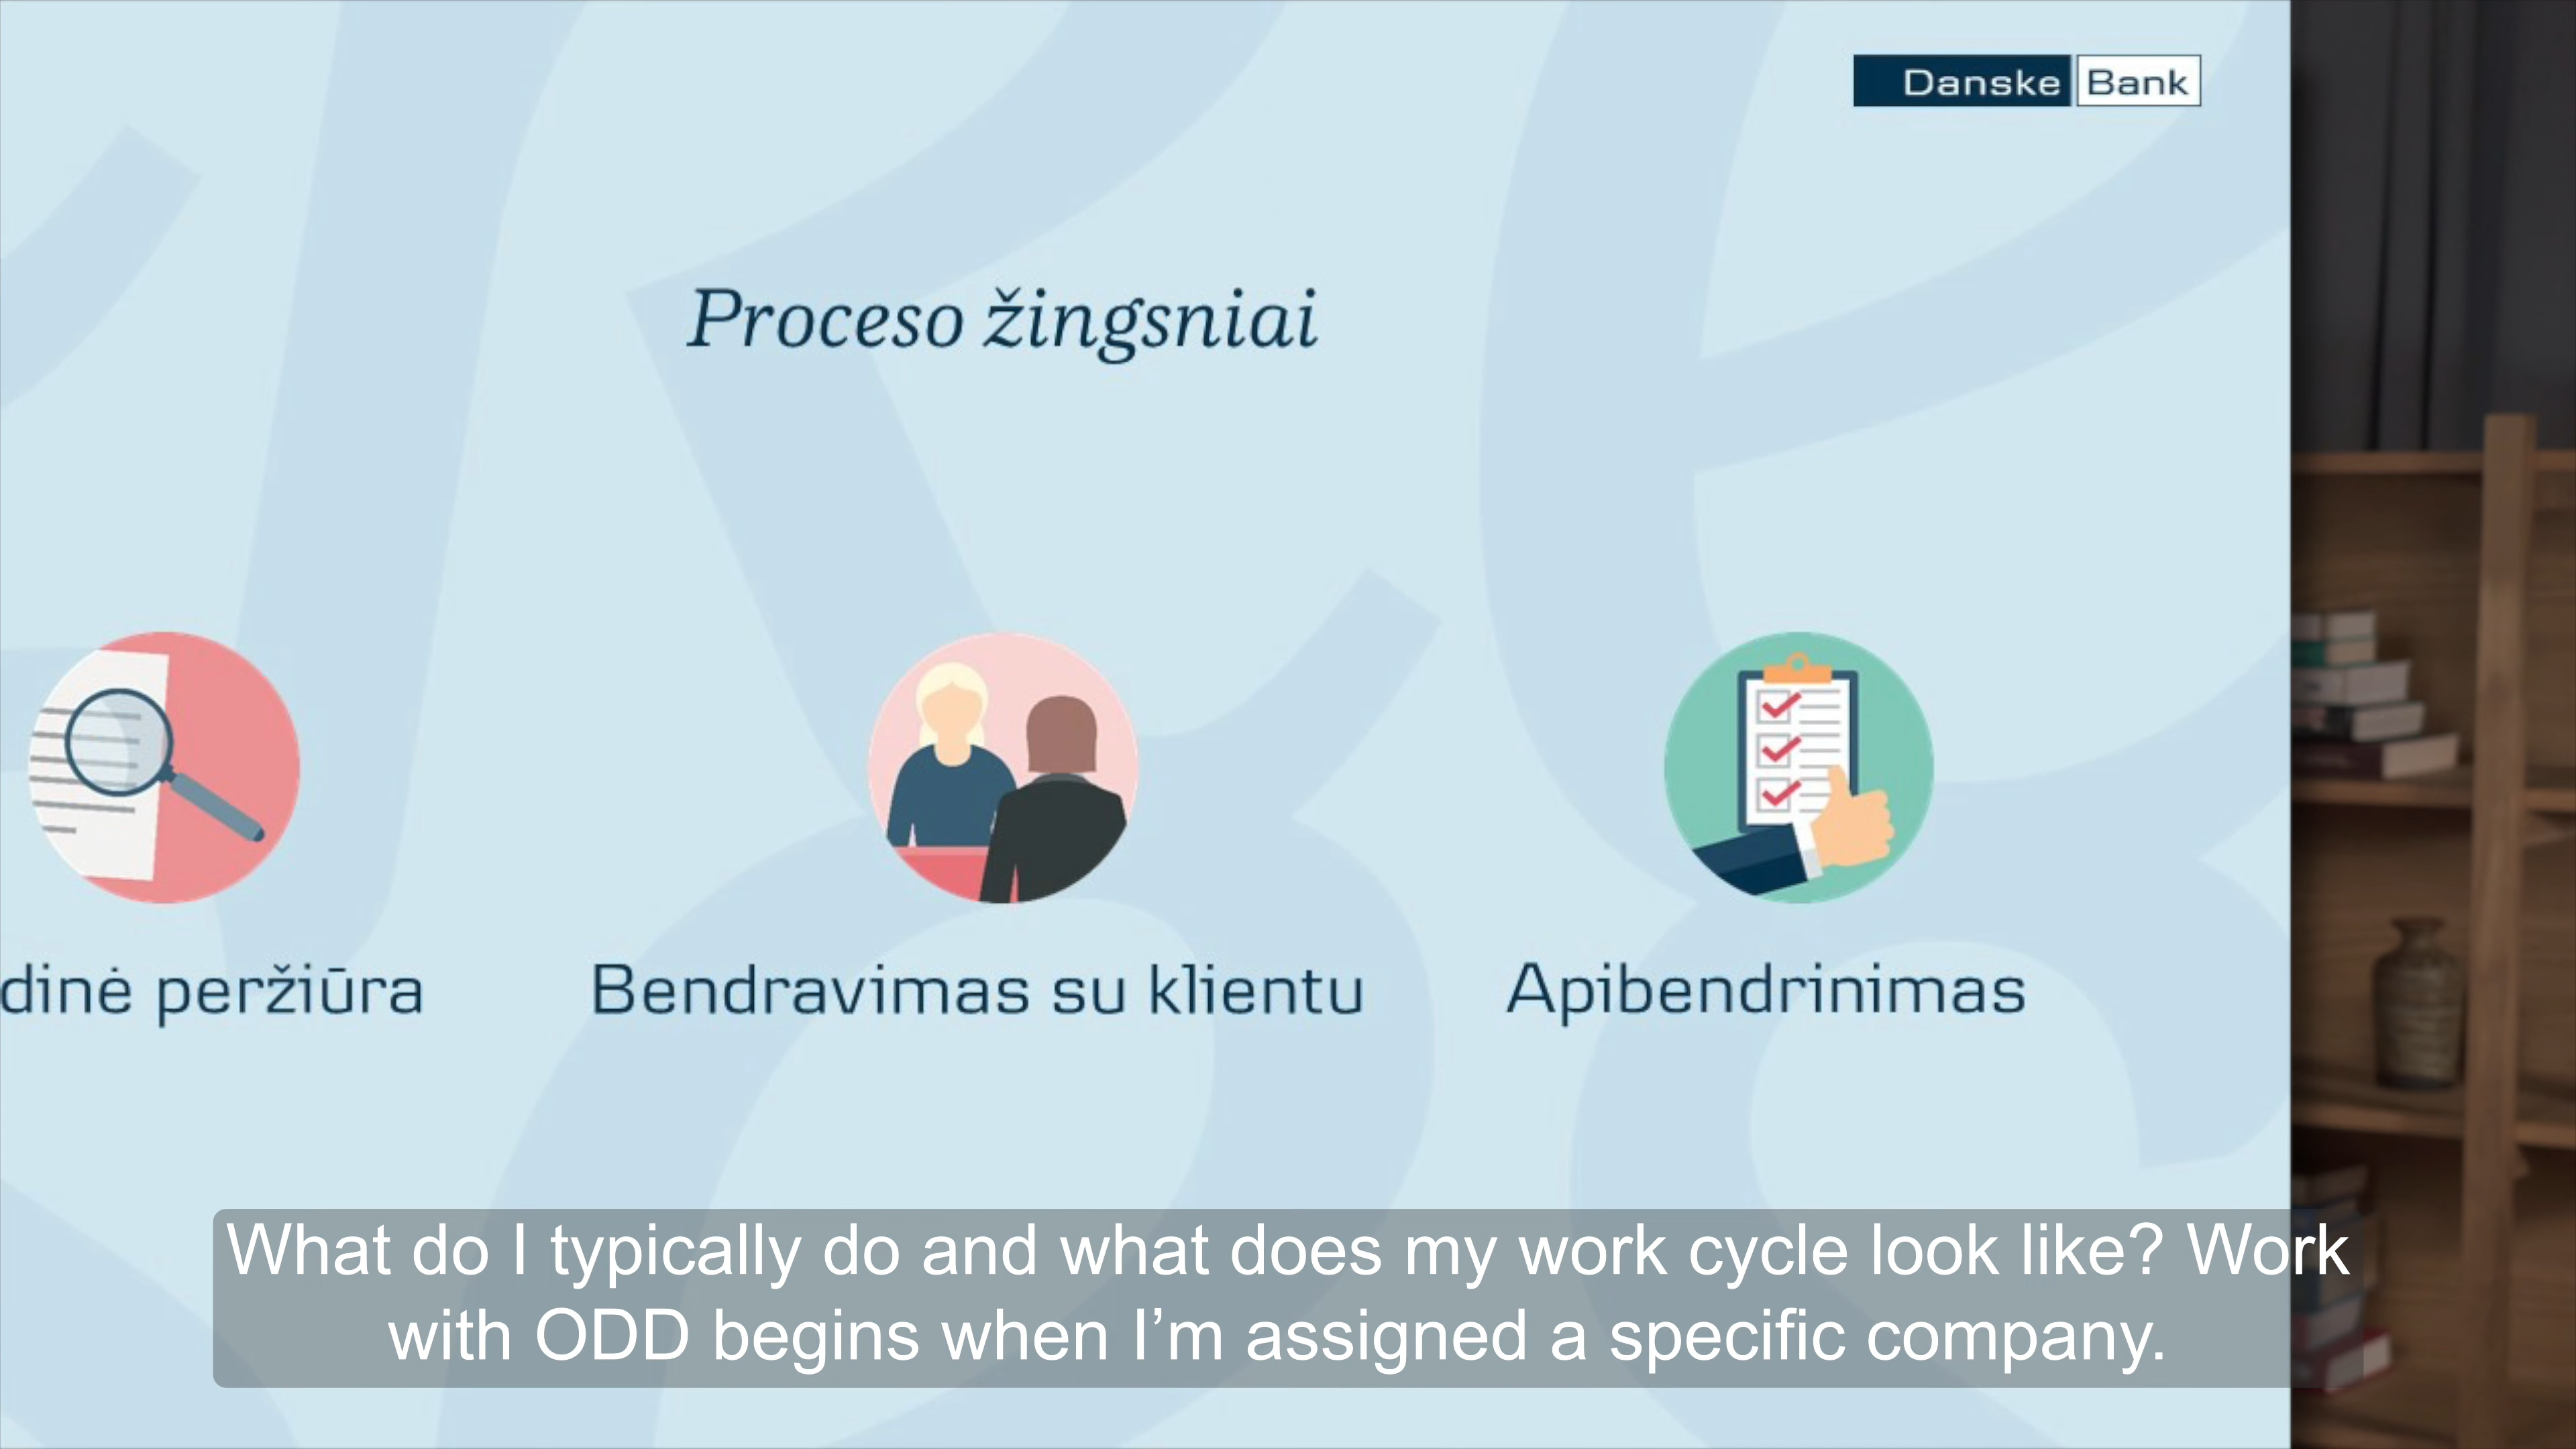 Danske Bank
Proceso žingsniai
dinė peržiūra
Bendravimas su klientu
Apibendrinimas
What do I typically do and what does my work cycle look like? Work
with ODD begins when I’m assigned a specific company.